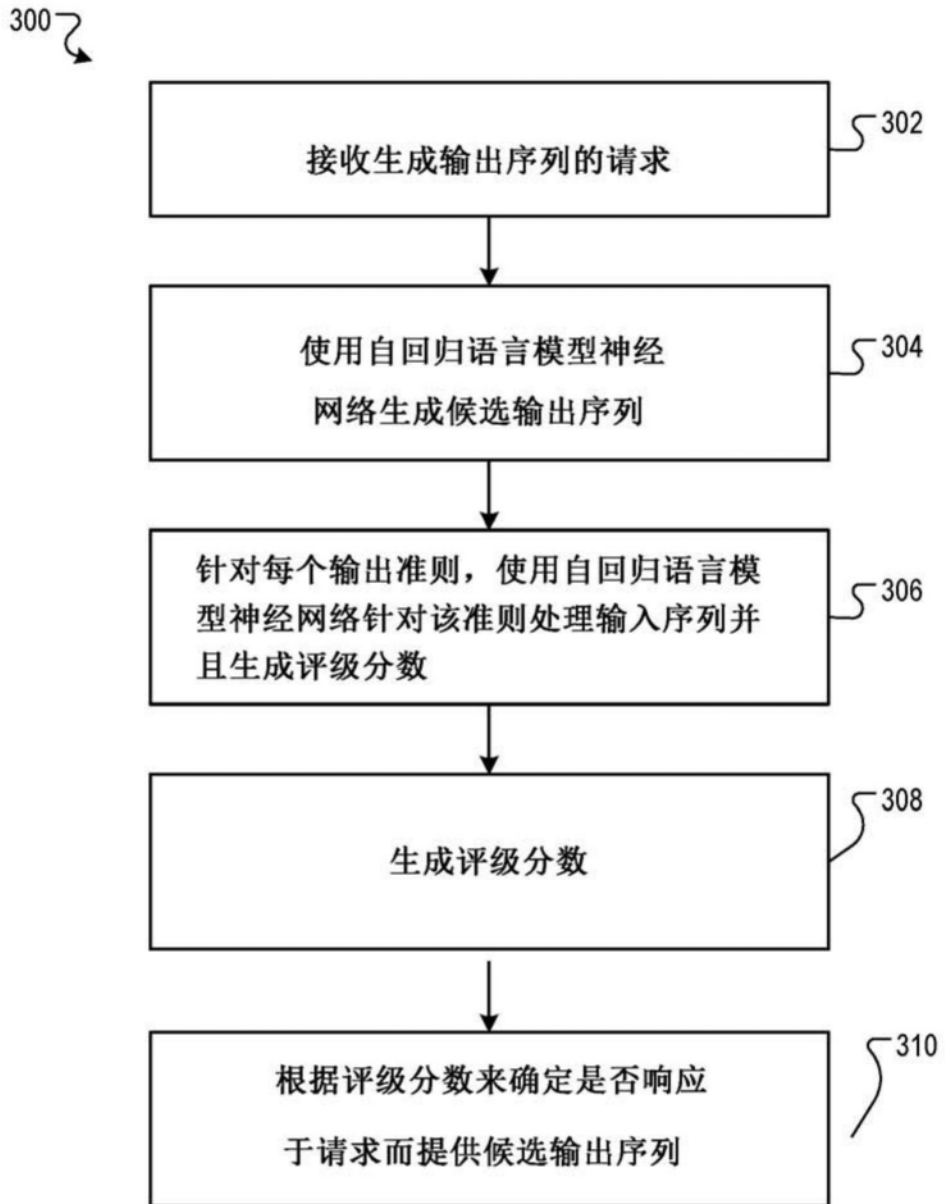 300
接收生成输出序列的请求
302
使用自回归语言模型神经
网络生成候选输出序列
304
针对每个输出准则，使用自回归语言模
型神经网络针对该准则处理输入序列并
且生成评级分数
306
生成评级分数
308
根据评级分数来确定是否响应
于请求而提供候选输出序列
310